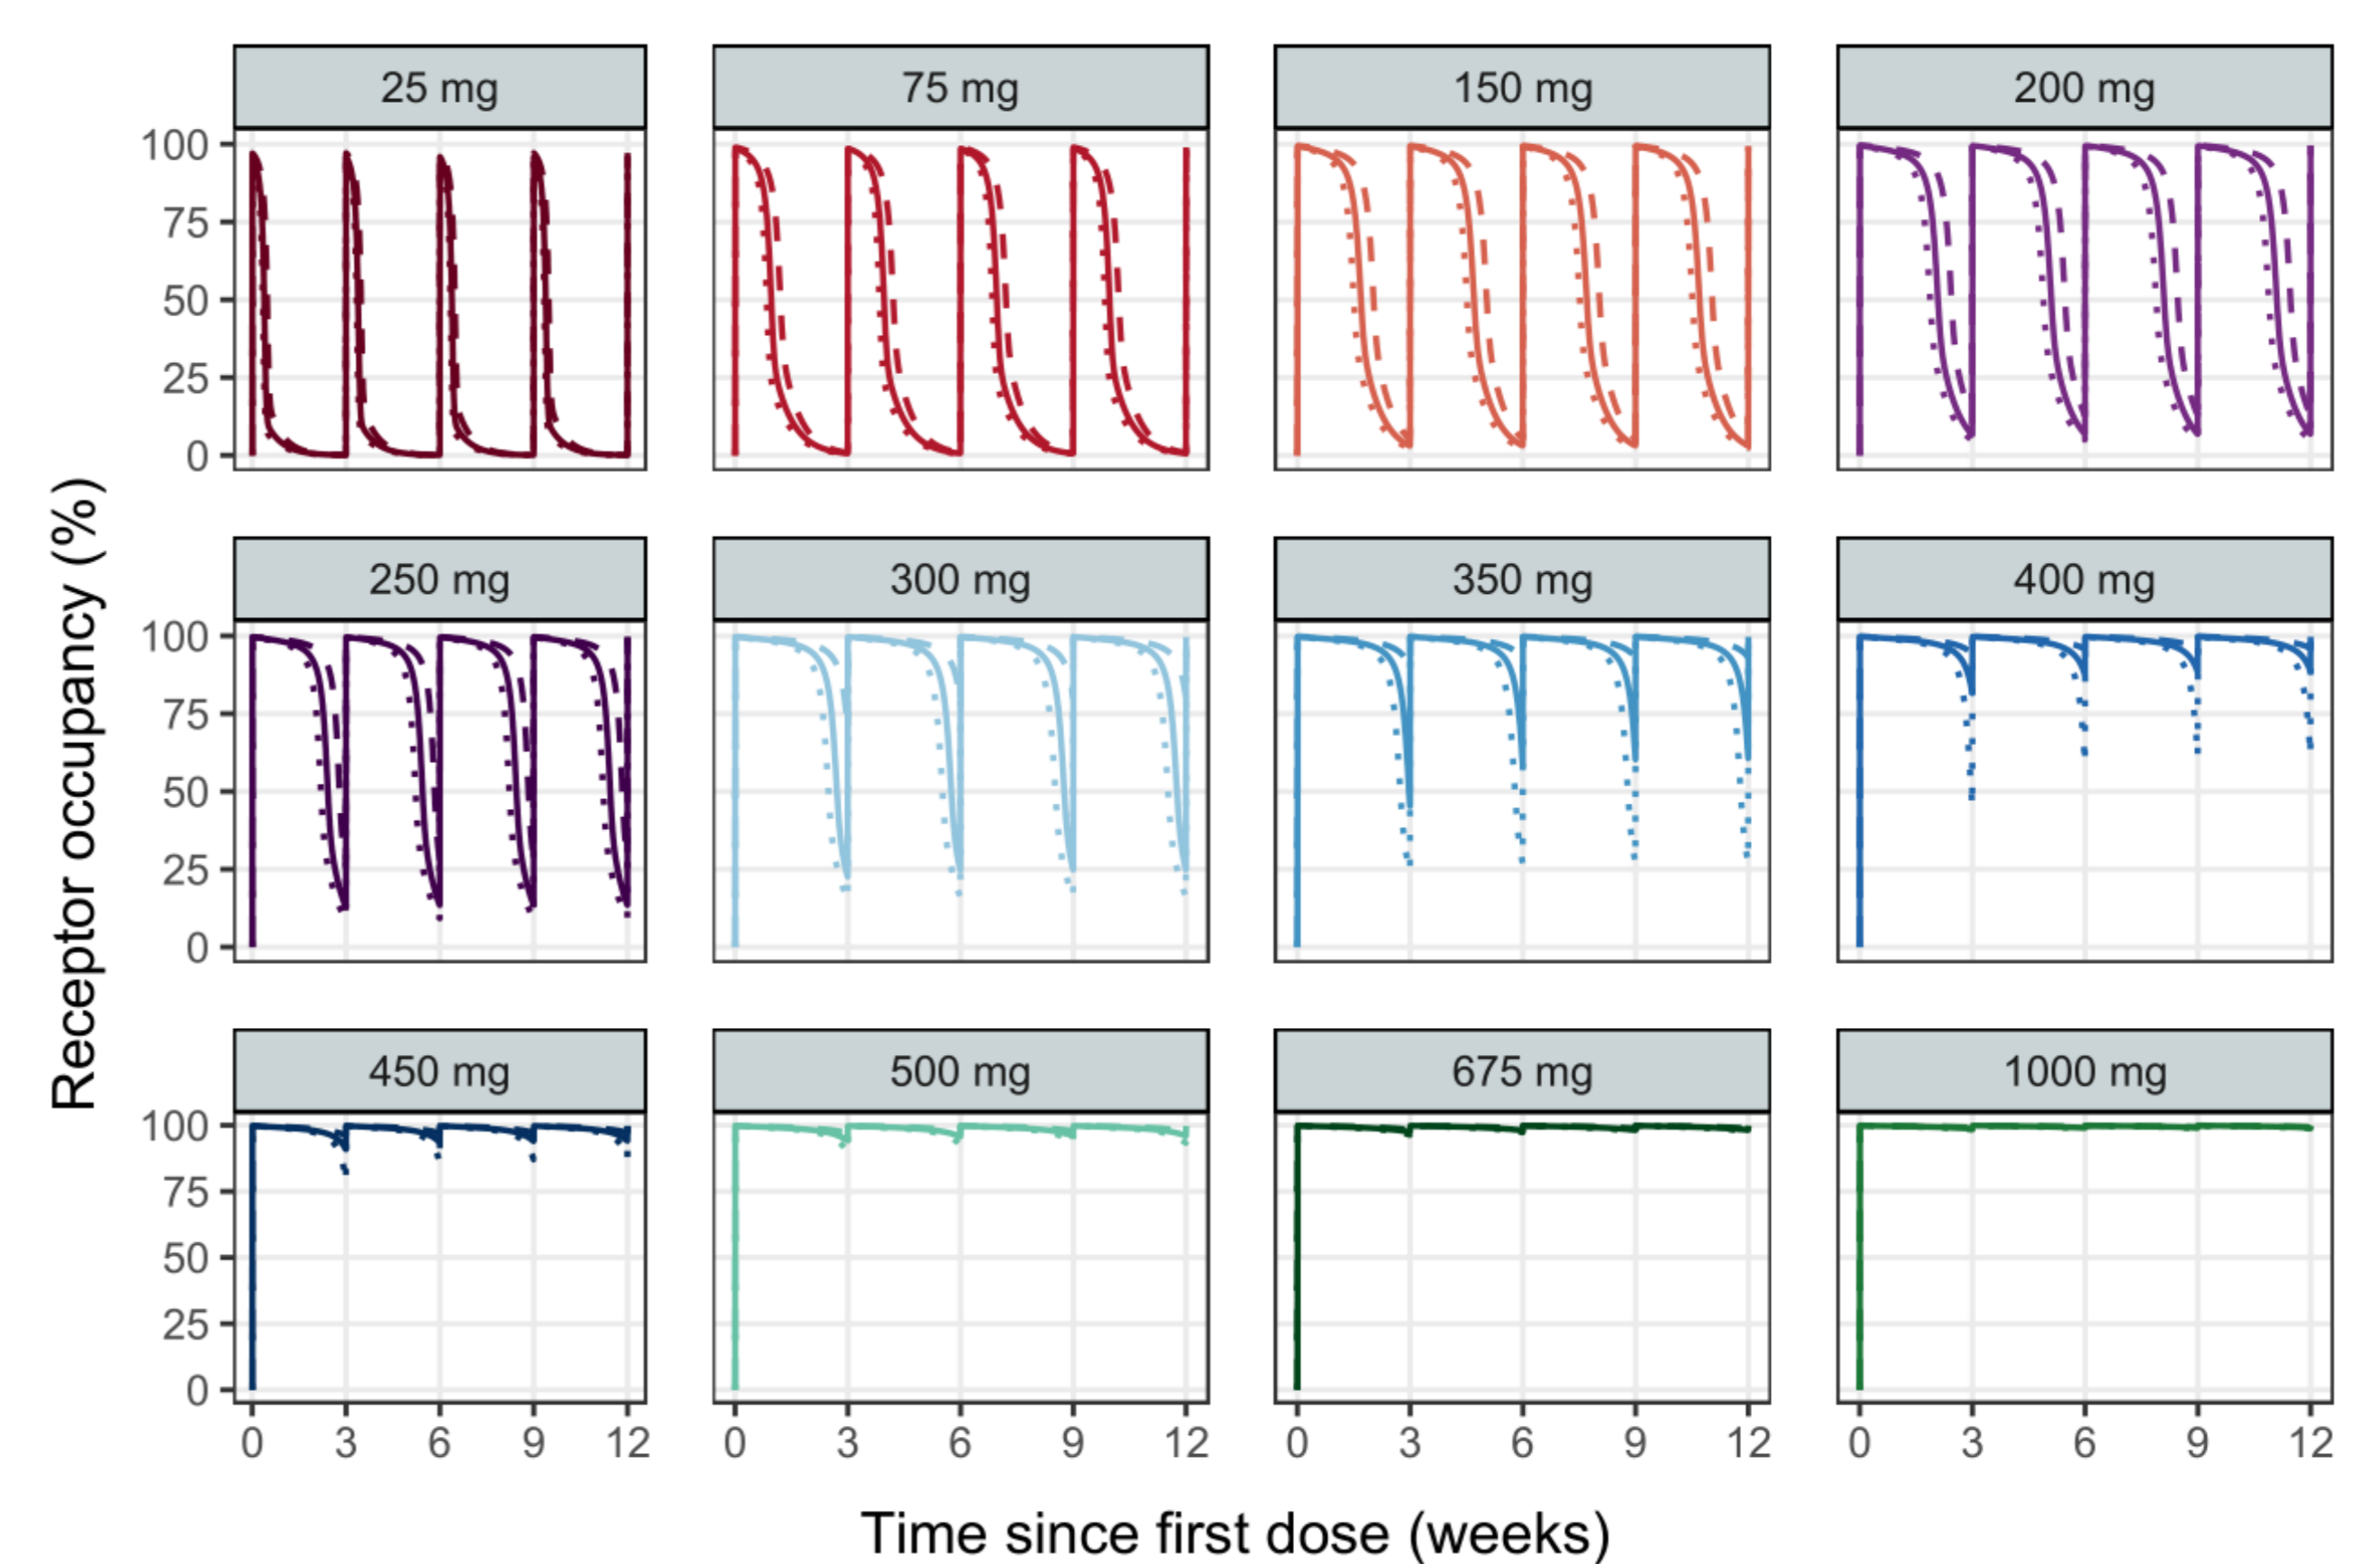 25 mg 75 mg 150 mg 200 mg
100
75
50
25
0
Receptor occupancy (%)
250 mg 300 mg 350 mg 400 mg
100
75
50
25
0
450 mg 500 mg 675 mg 1000 mg
100
75
50
25
0
0 3 6 9 12 0 3 6 9 12 0 3 6 9 12 0 3 6 9 12
Time since first dose (weeks)